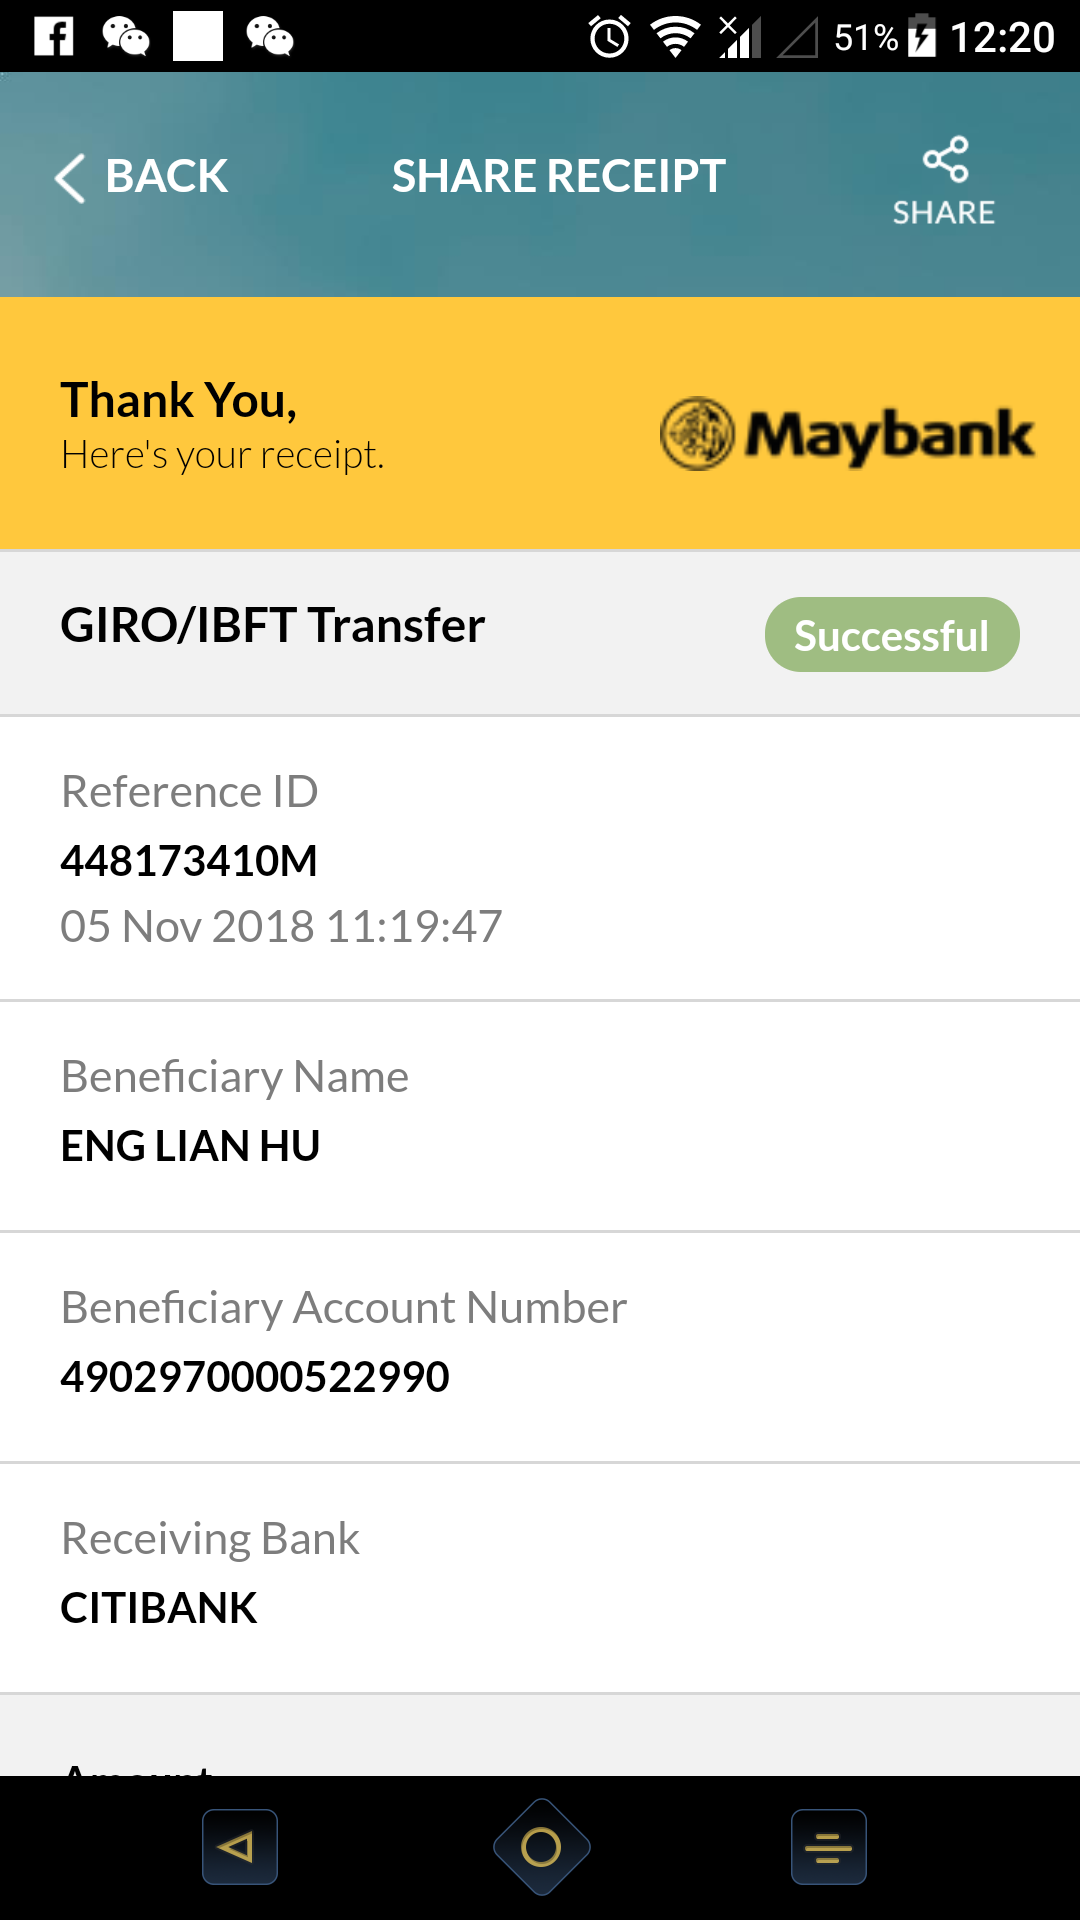 51% 12:20
BACK SHARE RECEIPT SHARE
Thank You,
Here's your receipt.
Maybank
GIRO/IBFT Transfer Successful
Reference ID
448173410M
05 Nov 2018 11:19:47
Beneficiary Name
ENG LIAN HU
Beneficiary Account Number
4902970000522990
Receiving Bank
CITIBANK
Amount